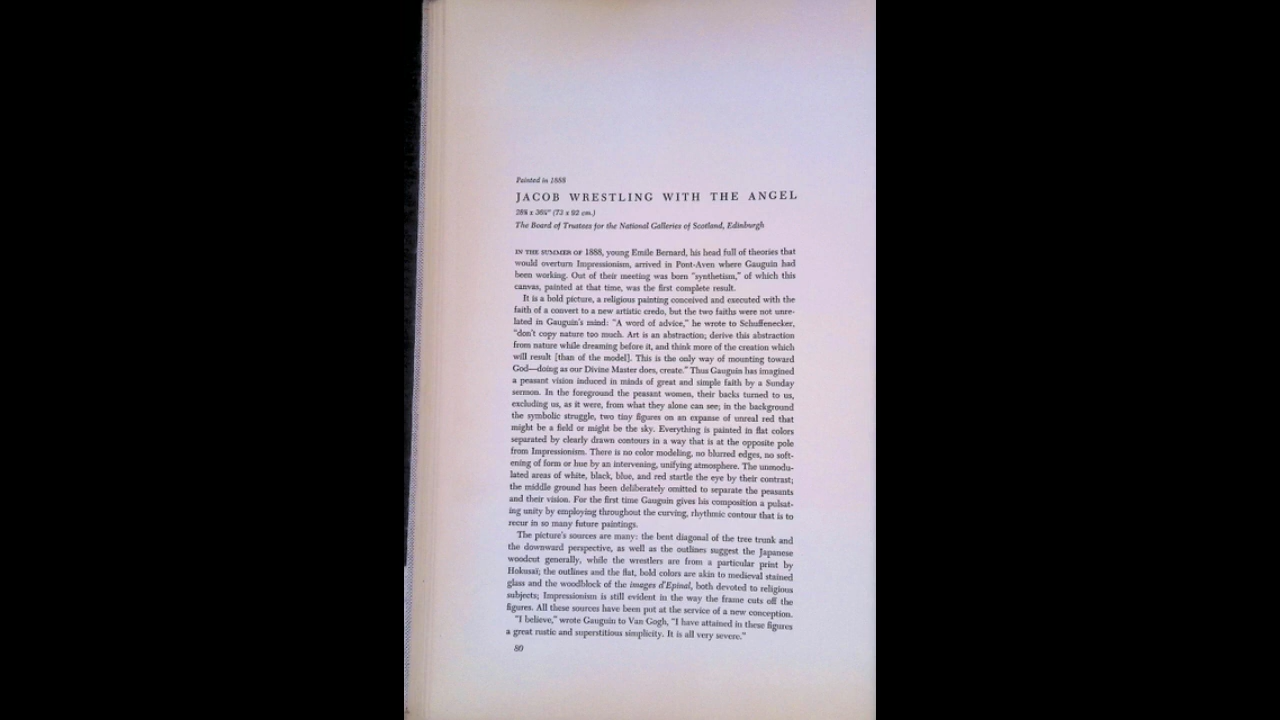 Painted in 1888
JACOB WRESTLING WITH THE ANGEL
28¾ x 36¼" (73 x 92 cm.)
The Board of Trustees for the National Galleries of Scotland, Edinburgh
IN THE SUMMER OF 1888, young Emile Bernard, his head full of theories that
would overturn Impressionism, arrived in Pont-Aven where Gauguin had
been working. Out of their meeting was born "synthetism," of which this
canvas, painted at that time, was the first complete result.
It is a bold picture, a religious painting conceived and executed with the
faith of a convert to a new artistic credo, but the two faiths were not unre-
lated in Gauguin's mind: "A word of advice," he wrote to Schuffenecker,
"don't copy nature too much. Art is an abstraction; derive this abstraction
from nature while dreaming before it, and think more of the creation which
will result [than of the model]. This is the only way of mounting toward
God—doing as our Divine Master does, create." Thus Gauguin has imagined
a peasant vision induced in minds of great and simple faith by a Sunday
sermon. In the foreground the peasant women, their backs turned to us,
excluding us, as it were, from what they alone can see; in the background
the symbolic struggle, two tiny figures on an expanse of unreal red that
might be a field or might be the sky. Everything is painted in flat colors
separated by clearly drawn contours in a way that is at the opposite pole
from Impressionism. There is no color modeling, no blurred edges, no soft-
ening of form or hue by an intervening, unifying atmosphere. The unmodu-
lated areas of white, black, blue, and red startle the eye by their contrast;
the middle ground has been deliberately omitted to separate the peasants
and their vision. For the first time Gauguin gives his composition a pulsat-
ing unity by employing throughout the curving, rhythmic contour that is to
recur in so many future paintings.
The picture's sources are many: the bent diagonal of the tree trunk and
the downward perspective, as well as the outlines suggest the Japanese
woodcut generally, while the wrestlers are from a particular print by
Hokusaï; the outlines and the flat, bold colors are akin to medieval stained
glass and the woodblock of the images d'Epinal, both devoted to religious
subjects; Impressionism is still evident in the way the frame cuts off the
figures. All these sources have been put at the service of a new conception.
"I believe," wrote Gauguin to Van Gogh, "I have attained in these figures
a great rustic and superstitious simplicity. It is all very severe."
80